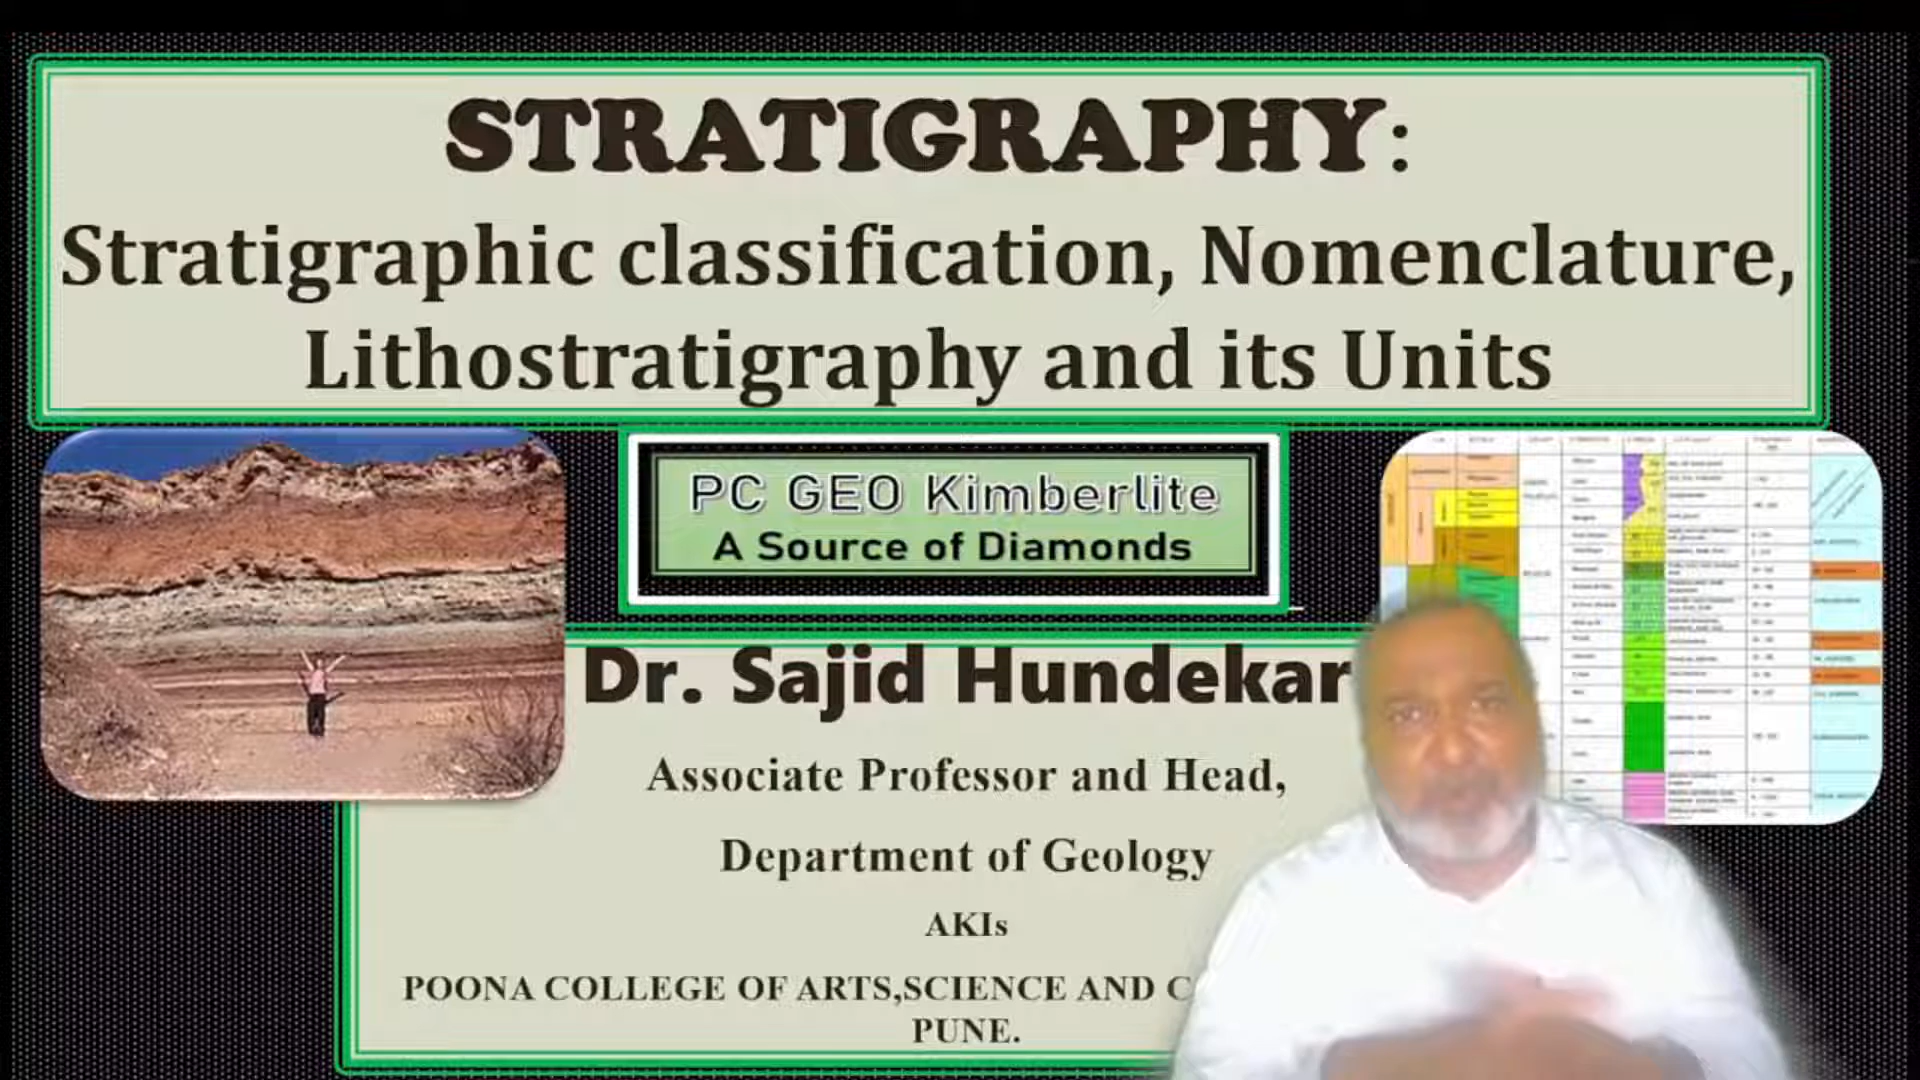 STRATIGRAPHY:
Stratigraphic classification, Nomenclature,
Lithostratigraphy and its Units
PC GEO Kimberlite
A Source of Diamonds
Dr. Sajid Hundekar
Associate Professor and Head,
Department of Geology
AKIs
POONA COLLEGE OF ARTS,SCIENCE AND
PUNE.